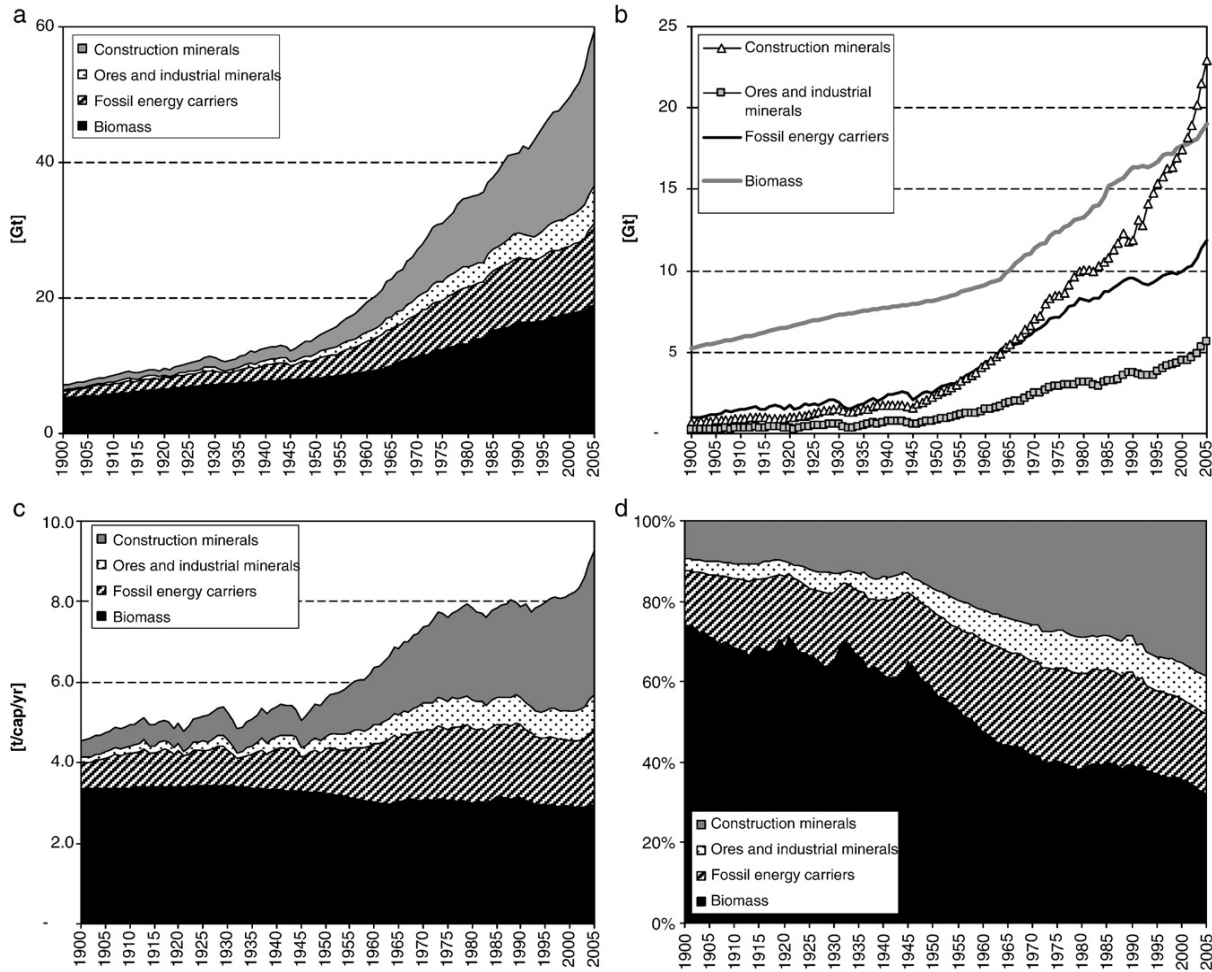 a
60
40
20
0
[Gt]
Construction minerals
Ores and industrial minerals
Fossil energy carriers
Biomass
1900 1905 1910 1915 1920 1925 1930 1935 1940 1945 1950 1955 1960 1965 1970 1975 1980 1985 1990 1995 2000 2005
b
25
20
15
10
5
-
[Gt]
Construction minerals
Ores and industrial
minerals
Fossil energy carriers
Biomass
1900 1905 1910 1915 1920 1925 1930 1935 1940 1945 1950 1955 1960 1965 1970 1975 1980 1985 1990 1995 2000 2005
c
10.0
8.0
6.0
4.0
2.0
-
[t/cap/yr]
Construction minerals
Ores and industrial minerals
Fossil energy carriers
Biomass
1900 1905 1910 1915 1920 1925 1930 1935 1940 1945 1950 1955 1960 1965 1970 1975 1980 1985 1990 1995 2000 2005
d
100%
80%
60%
40%
20%
0%
Construction minerals
Ores and industrial minerals
Fossil energy carriers
Biomass
1900 1905 1910 1915 1920 1925 1930 1935 1940 1945 1950 1955 1960 1965 1970 1975 1980 1985 1990 1995 2000 2005